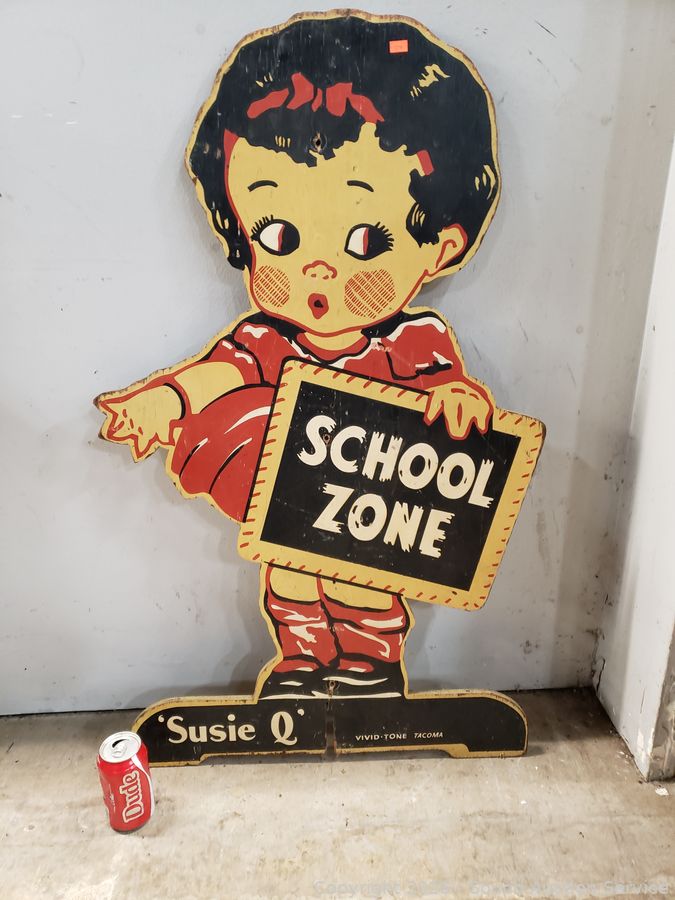 SCHOOL
ZONE
'Susie Q'
VIVID-TONE TACOMA
Dude